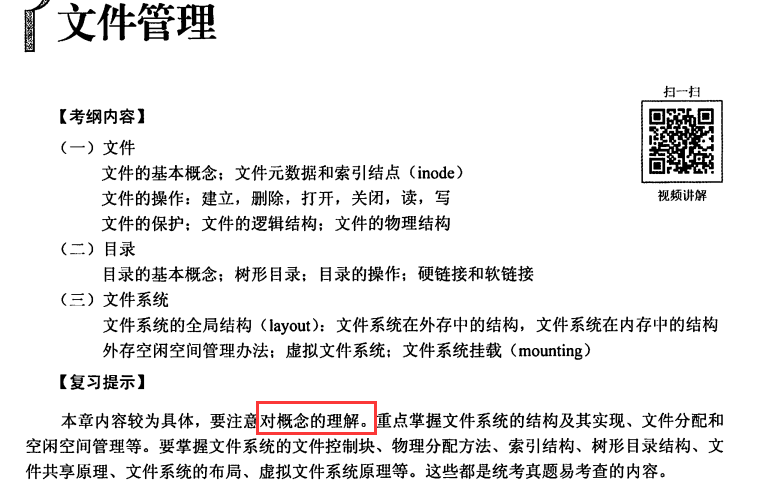 文件管理
扫一扫
视频讲解
【考纲内容】
（一）文件
文件的基本概念；文件元数据和索引结点（inode）
文件的操作：建立，删除，打开，关闭，读，写
文件的保护；文件的逻辑结构；文件的物理结构
（二）目录
目录的基本概念；树形目录；目录的操作；硬链接和软链接
（三）文件系统
文件系统的全局结构（layout）：文件系统在外存中的结构，文件系统在内存中的结构
外存空闲空间管理办法；虚拟文件系统；文件系统挂载（mounting）
【复习提示】
本章内容较为具体，要注意对概念的理解。重点掌握文件系统的结构及其实现、文件分配和
空闲空间管理等。要掌握文件系统的文件控制块、物理分配方法、索引结构、树形目录结构、文
件共享原理、文件系统的布局、虚拟文件系统原理等。这些都是统考真题易考查的内容。